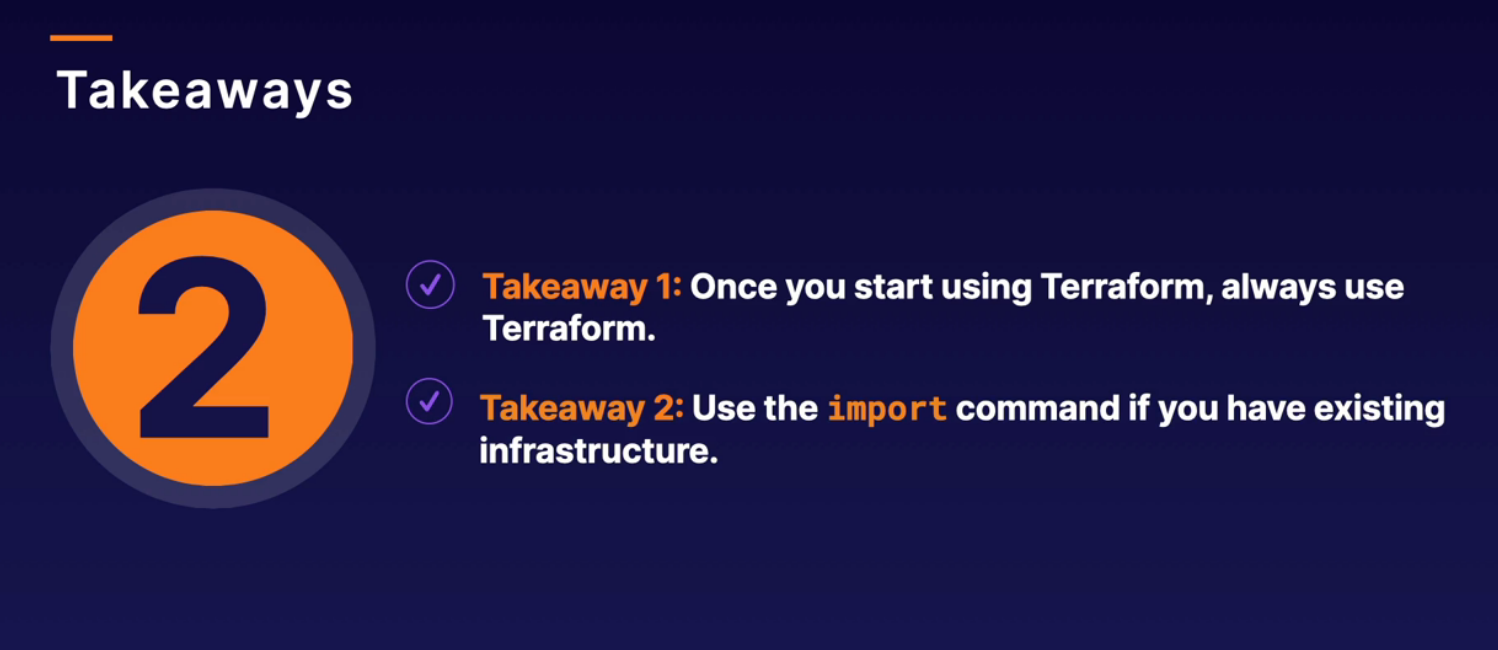 Takeaways
2
Takeaway 1: Once you start using Terraform, always use
Terraform.
Takeaway 2: Use the import command if you have existing
infrastructure.